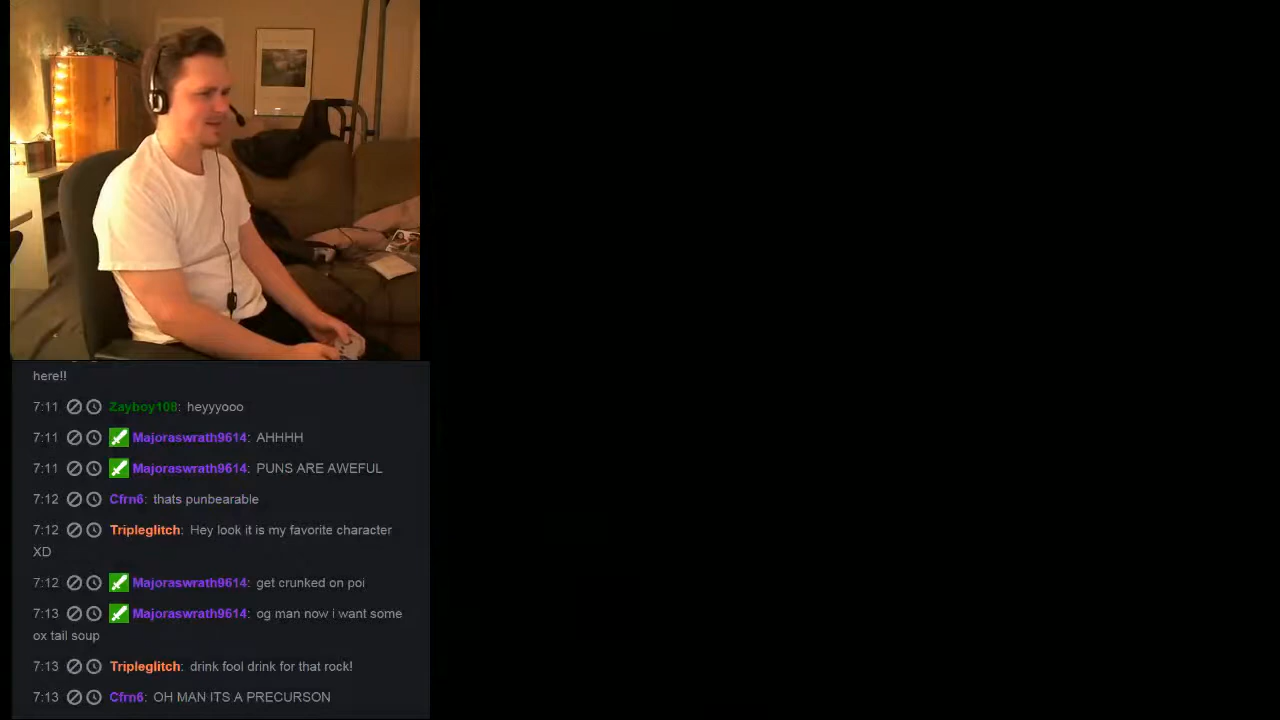 here!!
7:11 Zayboy108: heyyyooo
7:11 Majoraswrath9614: AHHHH
7:11 Majoraswrath9614: PUNS ARE AWEFUL
7:12 Cfrn6: thats punbearable
7:12 Tripleglitch: Hey look it is my favorite character
XD
7:12 Majoraswrath9614: get crunked on poi
7:13 Majoraswrath9614: og man now i want some
ox tail soup
7:13 Tripleglitch: drink fool drink for that rock!
7:13 Cfrn6: OH MAN ITS A PRECURSON